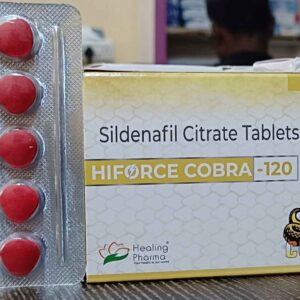 Sildenafil Citrate Tablets
HIFORCE COBRA -120
Healing
Pharma